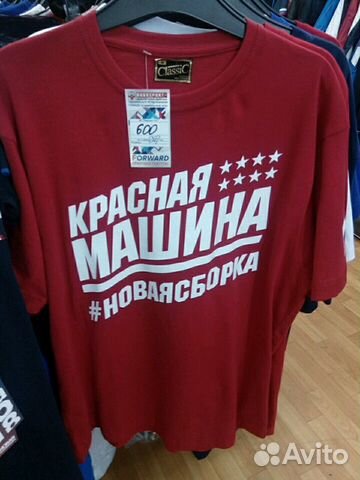 Classic
600
FORWARD
КРАСНАЯ
МАШИНА
#НОВАЯСБОРКА
Avito